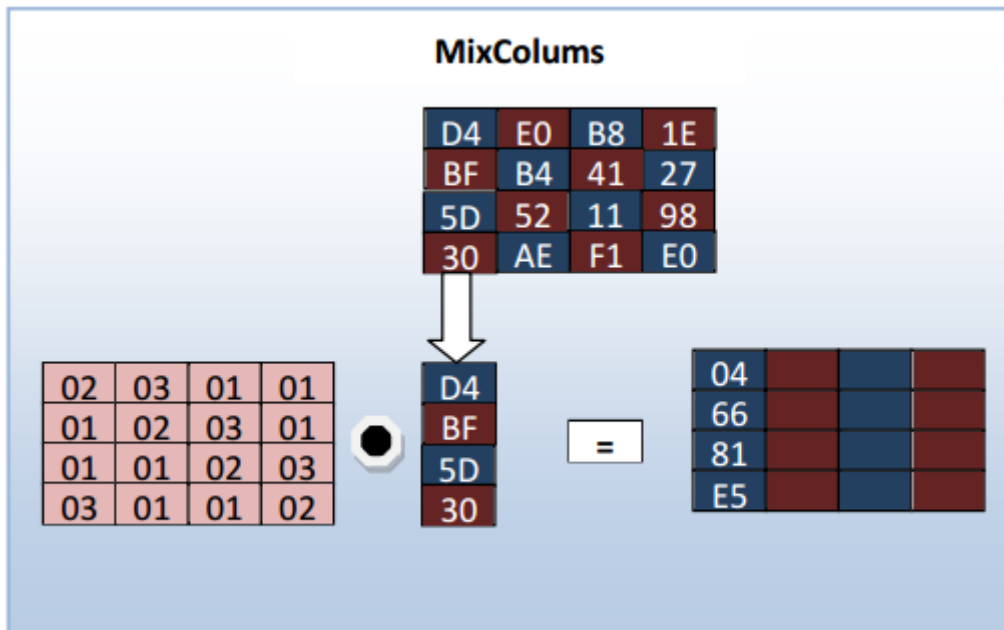 MixColums
D4 E0 B8 1E
BF B4 41 27
5D 52 11 98
30 AE F1 E0
02 03 01 01
01 02 03 01
01 01 02 03
03 01 01 02
D4
BF
5D
30
=
04
66
81
E5